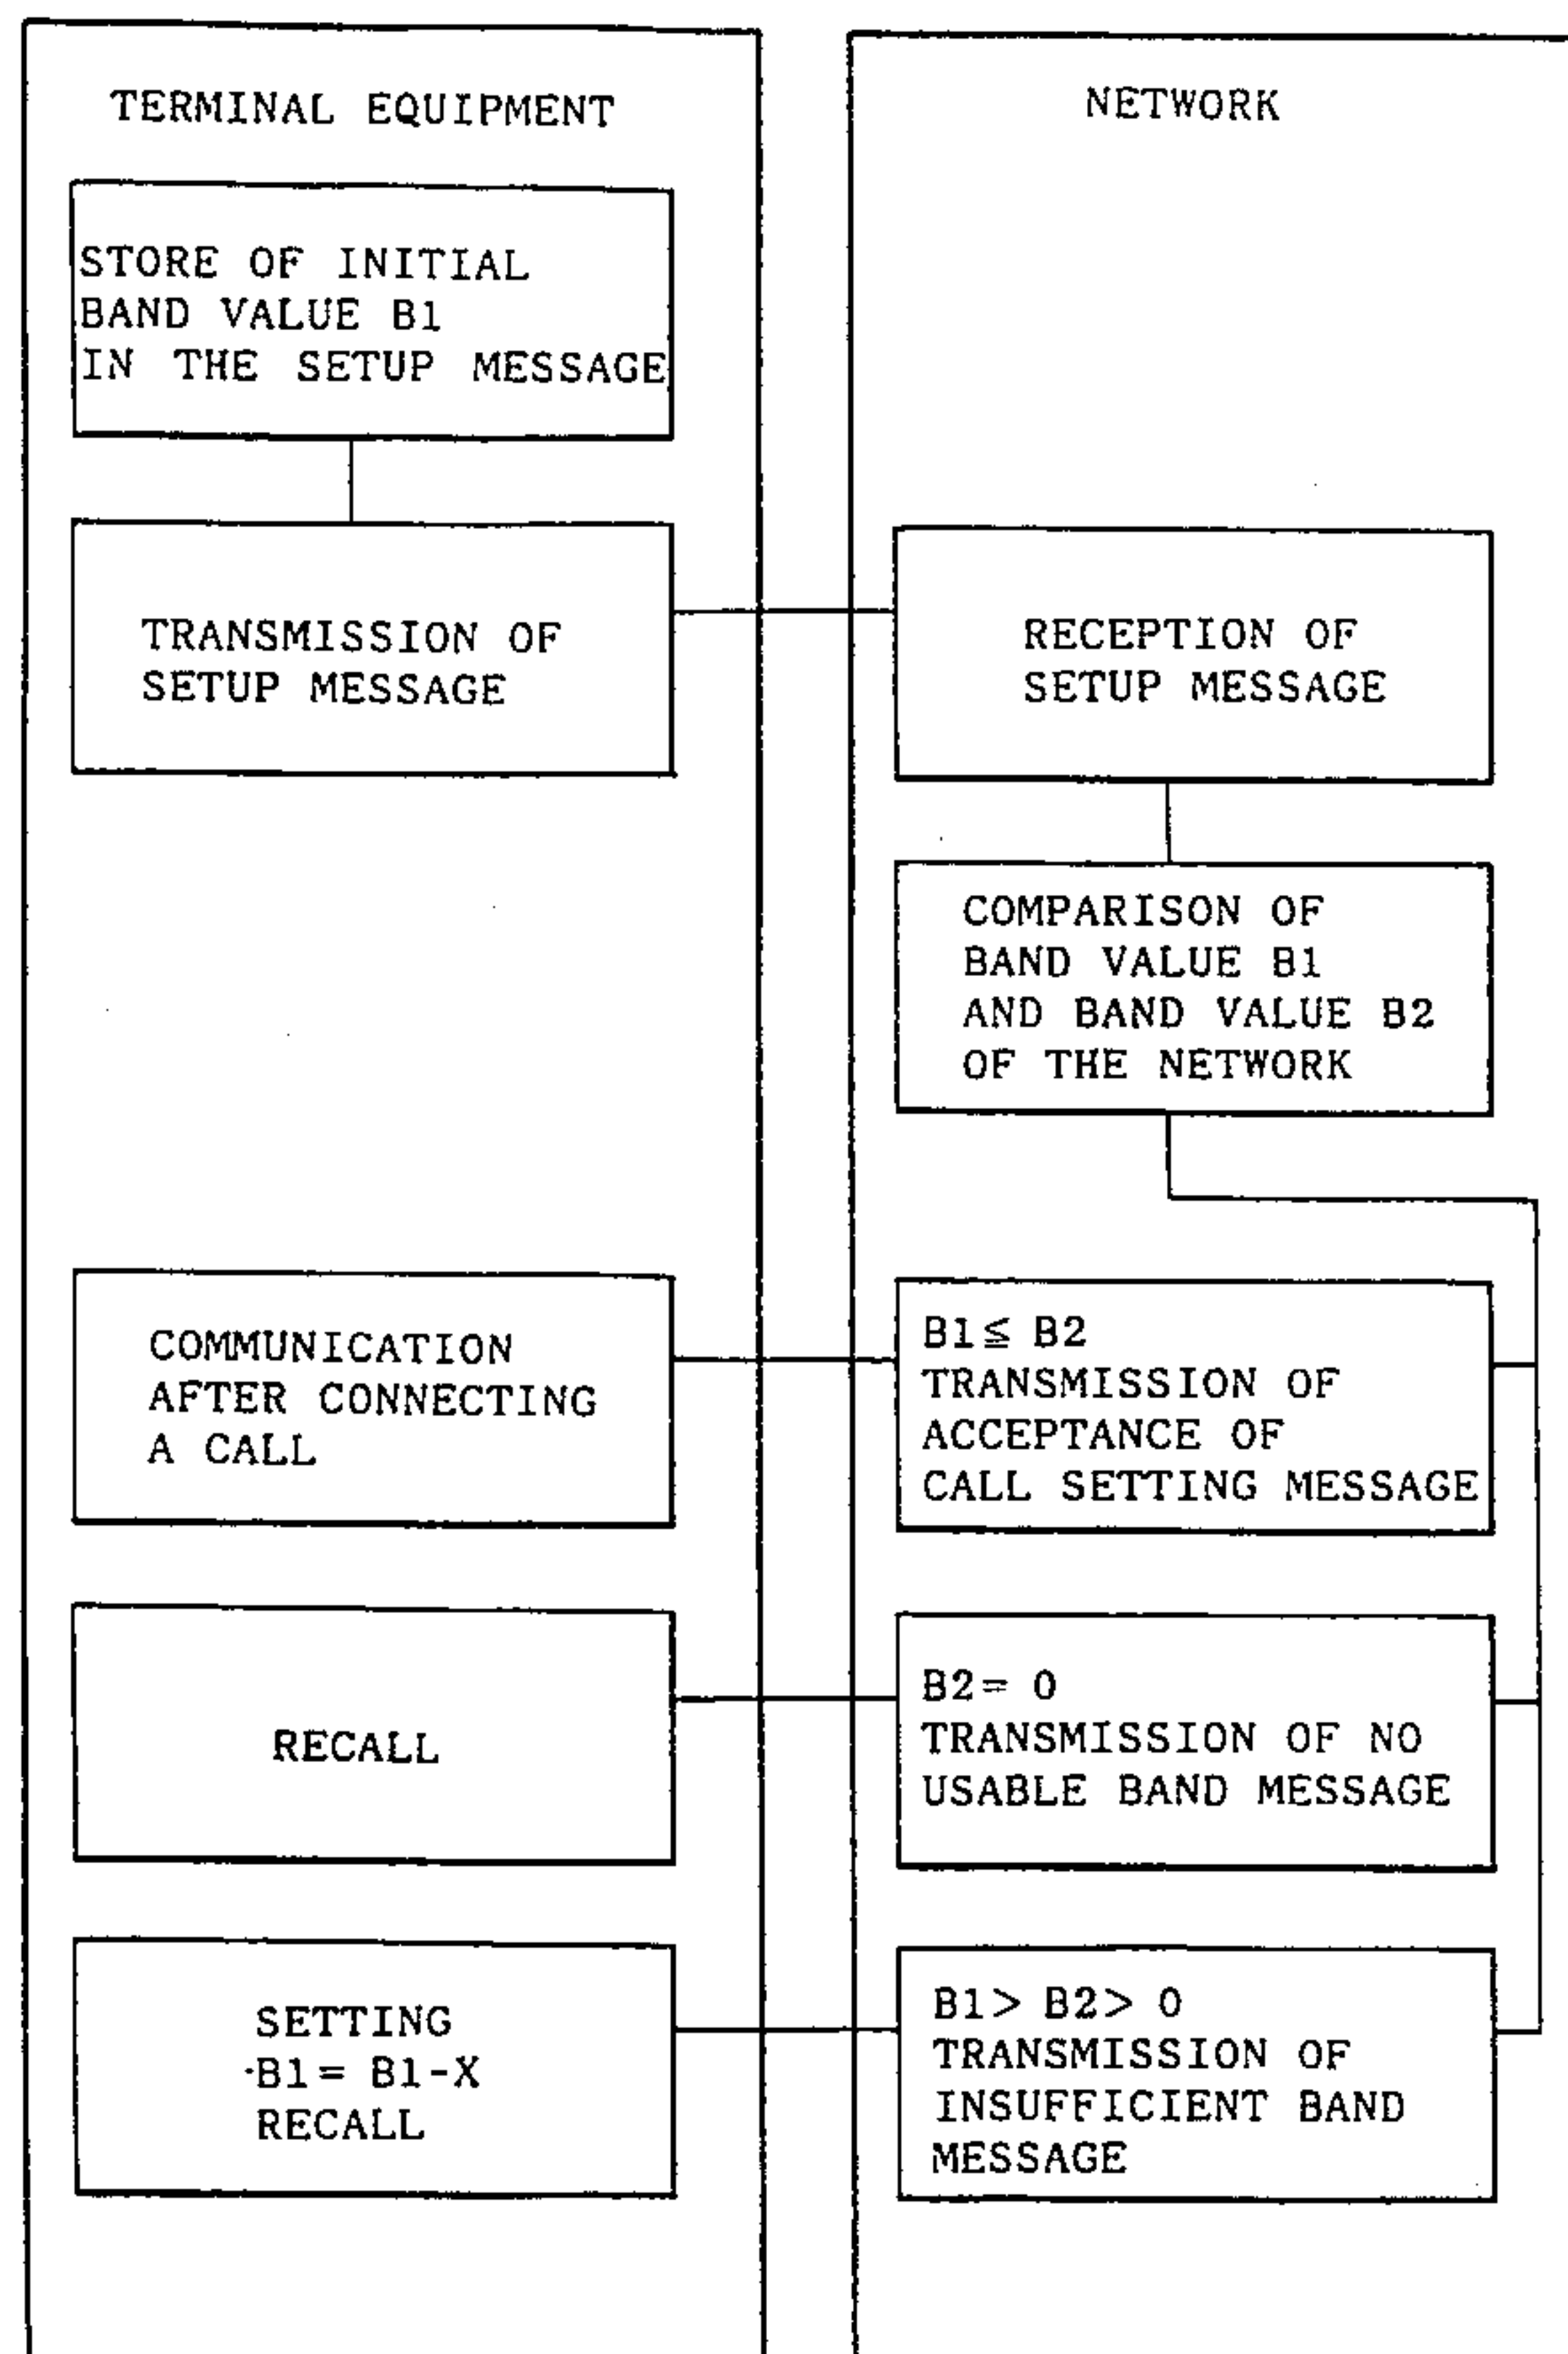 TERMINAL EQUIPMENT
NETWORK
STORE OF INITIAL
BAND VALUE B1
IN THE SETUP MESSAGE
TRANSMISSION OF
SETUP MESSAGE
RECEPTION OF
SETUP MESSAGE
COMPARISON OF
BAND VALUE B1
AND BAND VALUE B2
OF THE NETWORK
COMMUNICATION
AFTER CONNECTING
A CALL
B1≦ B2
TRANSMISSION OF
ACCEPTANCE OF
CALL SETTING MESSAGE
RECALL
B2= 0
TRANSMISSION OF NO
USABLE BAND MESSAGE
SETTING
B1= B1-X
RECALL
B1> B2> 0
TRANSMISSION OF
INSUFFICIENT BAND
MESSAGE